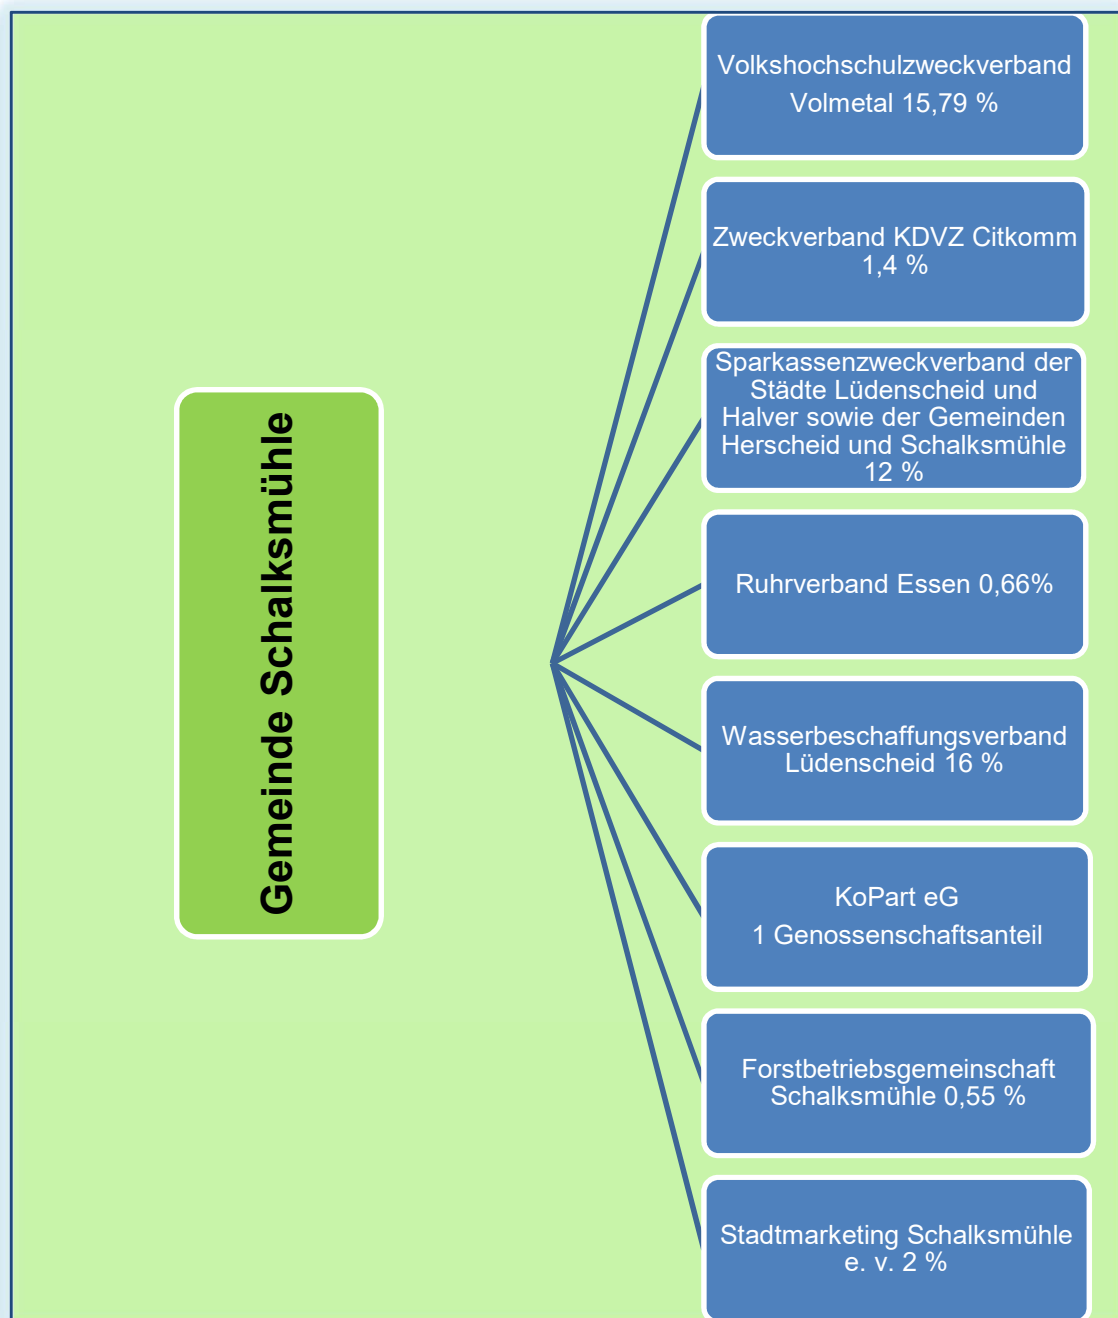 Gemeinde Schalksmühle
Volkshochschulzweckverband
Volmetal 15,79 %
Zweckverband KDVZ Citkomm
1,4 %
Sparkassenzweckverband der
Städte Lüdenscheid und
Halver sowie der Gemeinden
Herscheid und Schalksmühle
12 %
Ruhrverband Essen 0,66%
Wasserbeschaffungsverband
Lüdenscheid 16 %
KoPart eG
1 Genossenschaftsanteil
Forstbetriebsgemeinschaft
Schalksmühle 0,55 %
Stadtmarketing Schalksmühle
e. v. 2 %